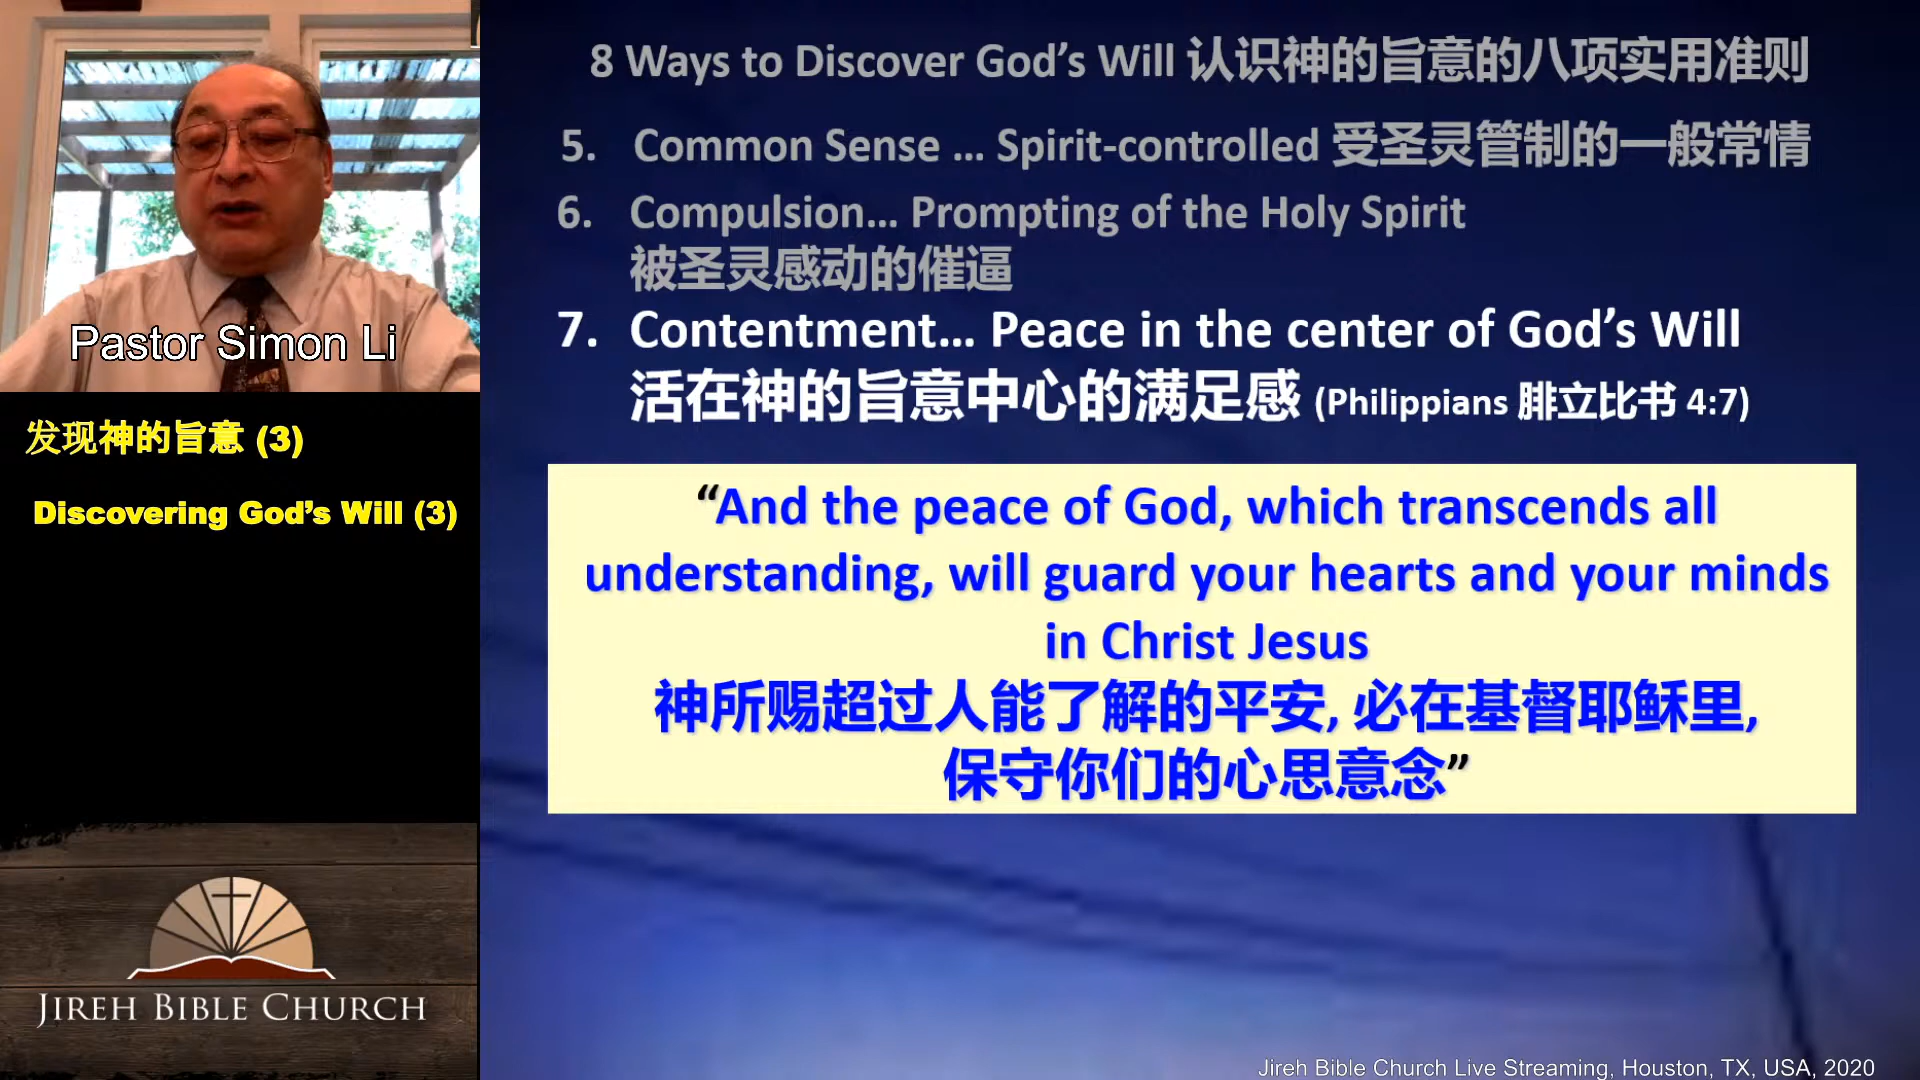 Pastor Simon Li
发现神的旨意 (3)
Discovering God's Will (3)
JIREH BIBLE CHURCH
8 Ways to Discover God's Will 认识神的旨意的八项实用准则
5. Common Sense ... Spirit-controlled 受圣灵管制的一般常情
6. Compulsion... Prompting of the Holy Spirit
被圣灵感动的催逼
7. Contentment... Peace in the center of God's Will
活在神的旨意中心的满足感 (Philippians 腓立比书 4:7)
“And the peace of God, which transcends all
understanding, will guard your hearts and your minds
in Christ Jesus
神所赐超过人能了解的平安, 必在基督耶稣里,
保守你们的心思意念”
Jireh Bible Church Live Streaming, Houston, TX, USA, 2020